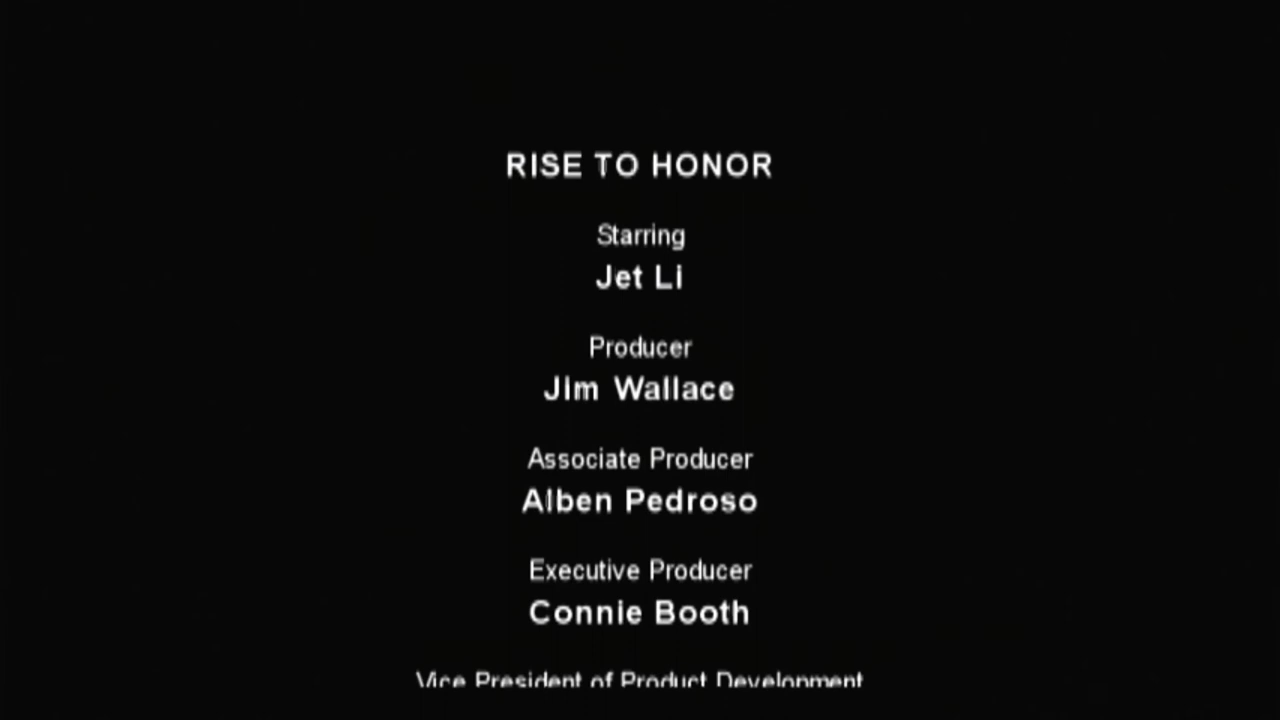 RISE TO HONOR
Starring
Jet Li
Producer
Jim Wallace
Associate Producer
Alben Pedroso
Executive Producer
Connie Booth
Vice President of Product Development